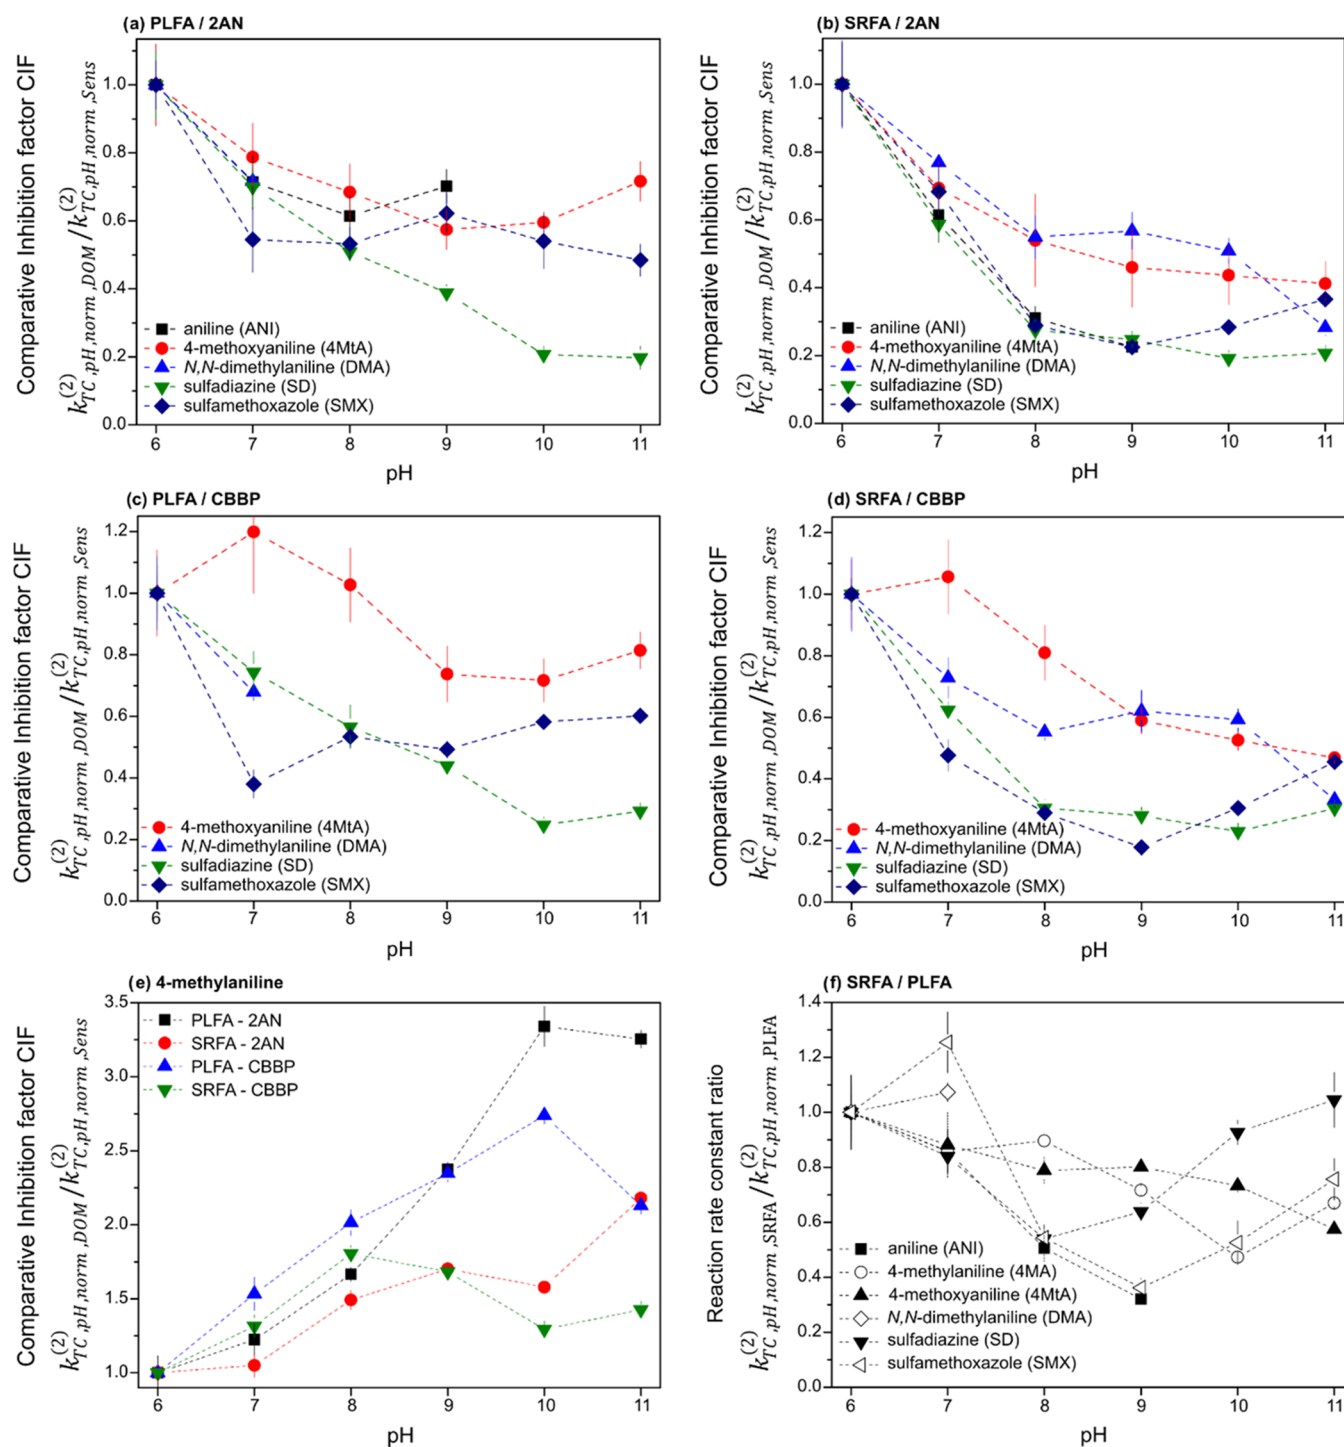 (a) PLFA / 2AN
Comparative Inhibition factor CIF
k_{TC,pH,norm,DOM}^{(2)}/k_{TC,pH,norm,Sens}^{(2)}
1.0
0.8
0.6
0.4
0.2
0.0
aniline (ANI)
4-methoxyaniline (4MtA)
N,N-dimethylaniline (DMA)
sulfadiazine (SD)
sulfamethoxazole (SMX)
6 7 8 9 10 11
pH
(b) SRFA / 2AN
Comparative Inhibition factor CIF
k_{TC,pH,norm,DOM}^{(2)}/k_{TC,pH,norm,Sens}^{(2)}
1.0
0.8
0.6
0.4
0.2
0.0
aniline (ANI)
4-methoxyaniline (4MtA)
N,N-dimethylaniline (DMA)
sulfadiazine (SD)
sulfamethoxazole (SMX)
6 7 8 9 10 11
pH
(c) PLFA / CBBP
Comparative Inhibition factor CIF
k_{TC,pH,norm,DOM}^{(2)}/k_{TC,pH,norm,Sens}^{(2)}
1.2
1.0
0.8
0.6
0.4
0.2
0.0
4-methoxyaniline (4MtA)
N,N-dimethylaniline (DMA)
sulfadiazine (SD)
sulfamethoxazole (SMX)
6 7 8 9 10 11
pH
(d) SRFA / CBBP
Comparative Inhibition factor CIF
k_{TC,pH,norm,DOM}^{(2)}/k_{TC,pH,norm,Sens}^{(2)}
1.2
1.0
0.8
0.6
0.4
0.2
0.0
4-methoxyaniline (4MtA)
N,N-dimethylaniline (DMA)
sulfadiazine (SD)
sulfamethoxazole (SMX)
6 7 8 9 10 11
pH
(e) 4-methylaniline
Comparative Inhibition factor CIF
k_{TC,pH,norm,DOM}^{(2)}/k_{TC,pH,norm,Sens}^{(2)}
3.5
3.0
2.5
2.0
1.5
1.0
PLFA - 2AN
SRFA - 2AN
PLFA - CBBP
SRFA - CBBP
6 7 8 9 10 11
pH
(f) SRFA / PLFA
Reaction rate constant ratio
k_{TC,pH,norm,SRFA}^{(2)}/k_{TC,pH,norm,PLFA}^{(2)}
1.4
1.2
1.0
0.8
0.6
0.4
0.2
0.0
aniline (ANI)
4-methylaniline (4MA)
4-methoxyaniline (4MtA)
N,N-dimethylaniline (DMA)
sulfadiazine (SD)
sulfamethoxazole (SMX)
6 7 8 9 10 11
pH